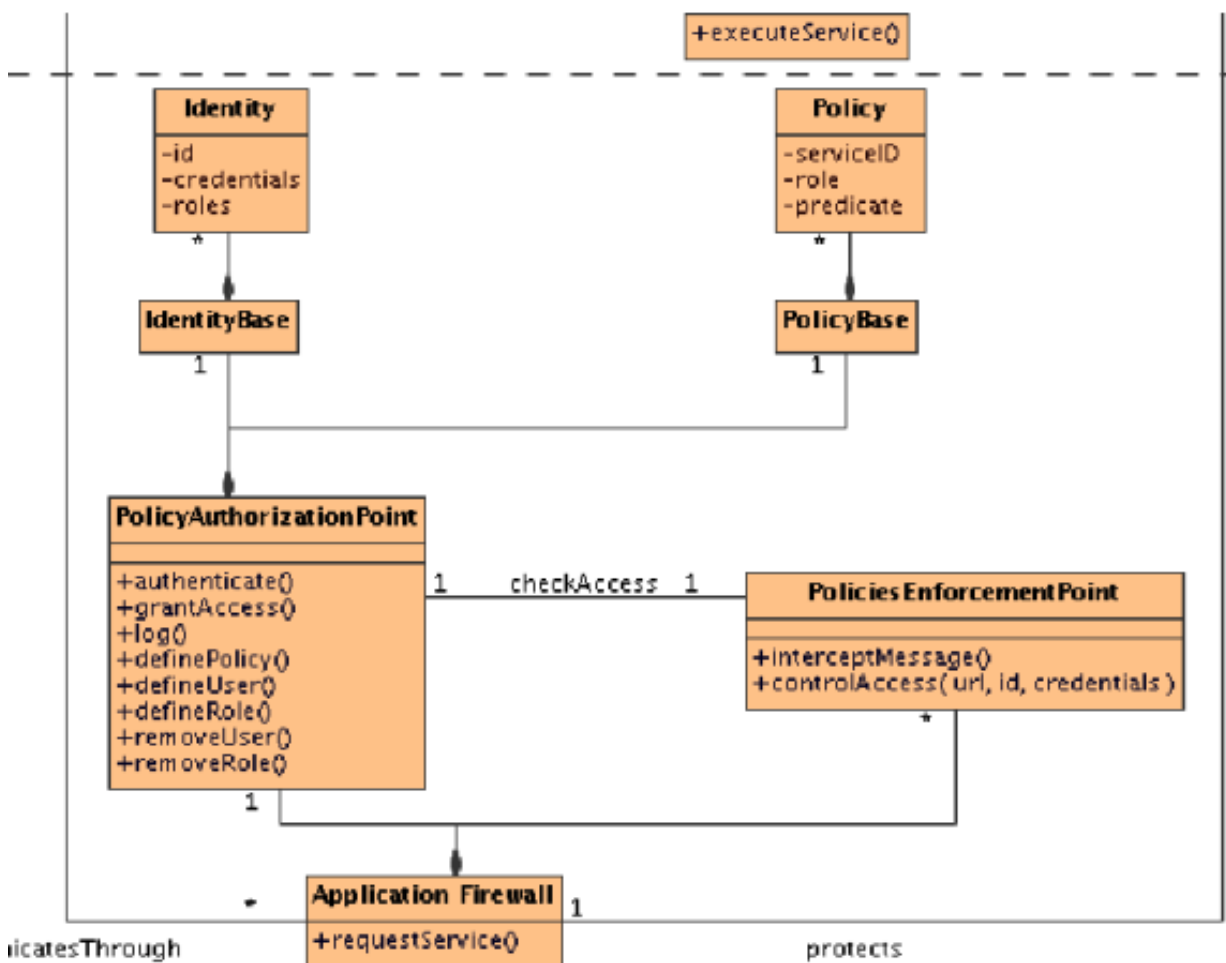 +executeService()
Identity
-id
-credentials
-roles
*
Policy
-serviceID
-role
-predicate
*
IdentityBase
1
PolicyBase
1
PolicyAuthorizationPoint
+authenticate()
+grantAccess()
+log()
+definePolicy()
+defineUser()
+defineRole()
+removeUser()
+removeRole()
1
1 checkAccess 1
PoliciesEnforcementPoint
+interceptMessage()
+controlAccess( url, id, credentials )
*
*
Application Firewall
1
+requestService()
nicatesThrough
protects